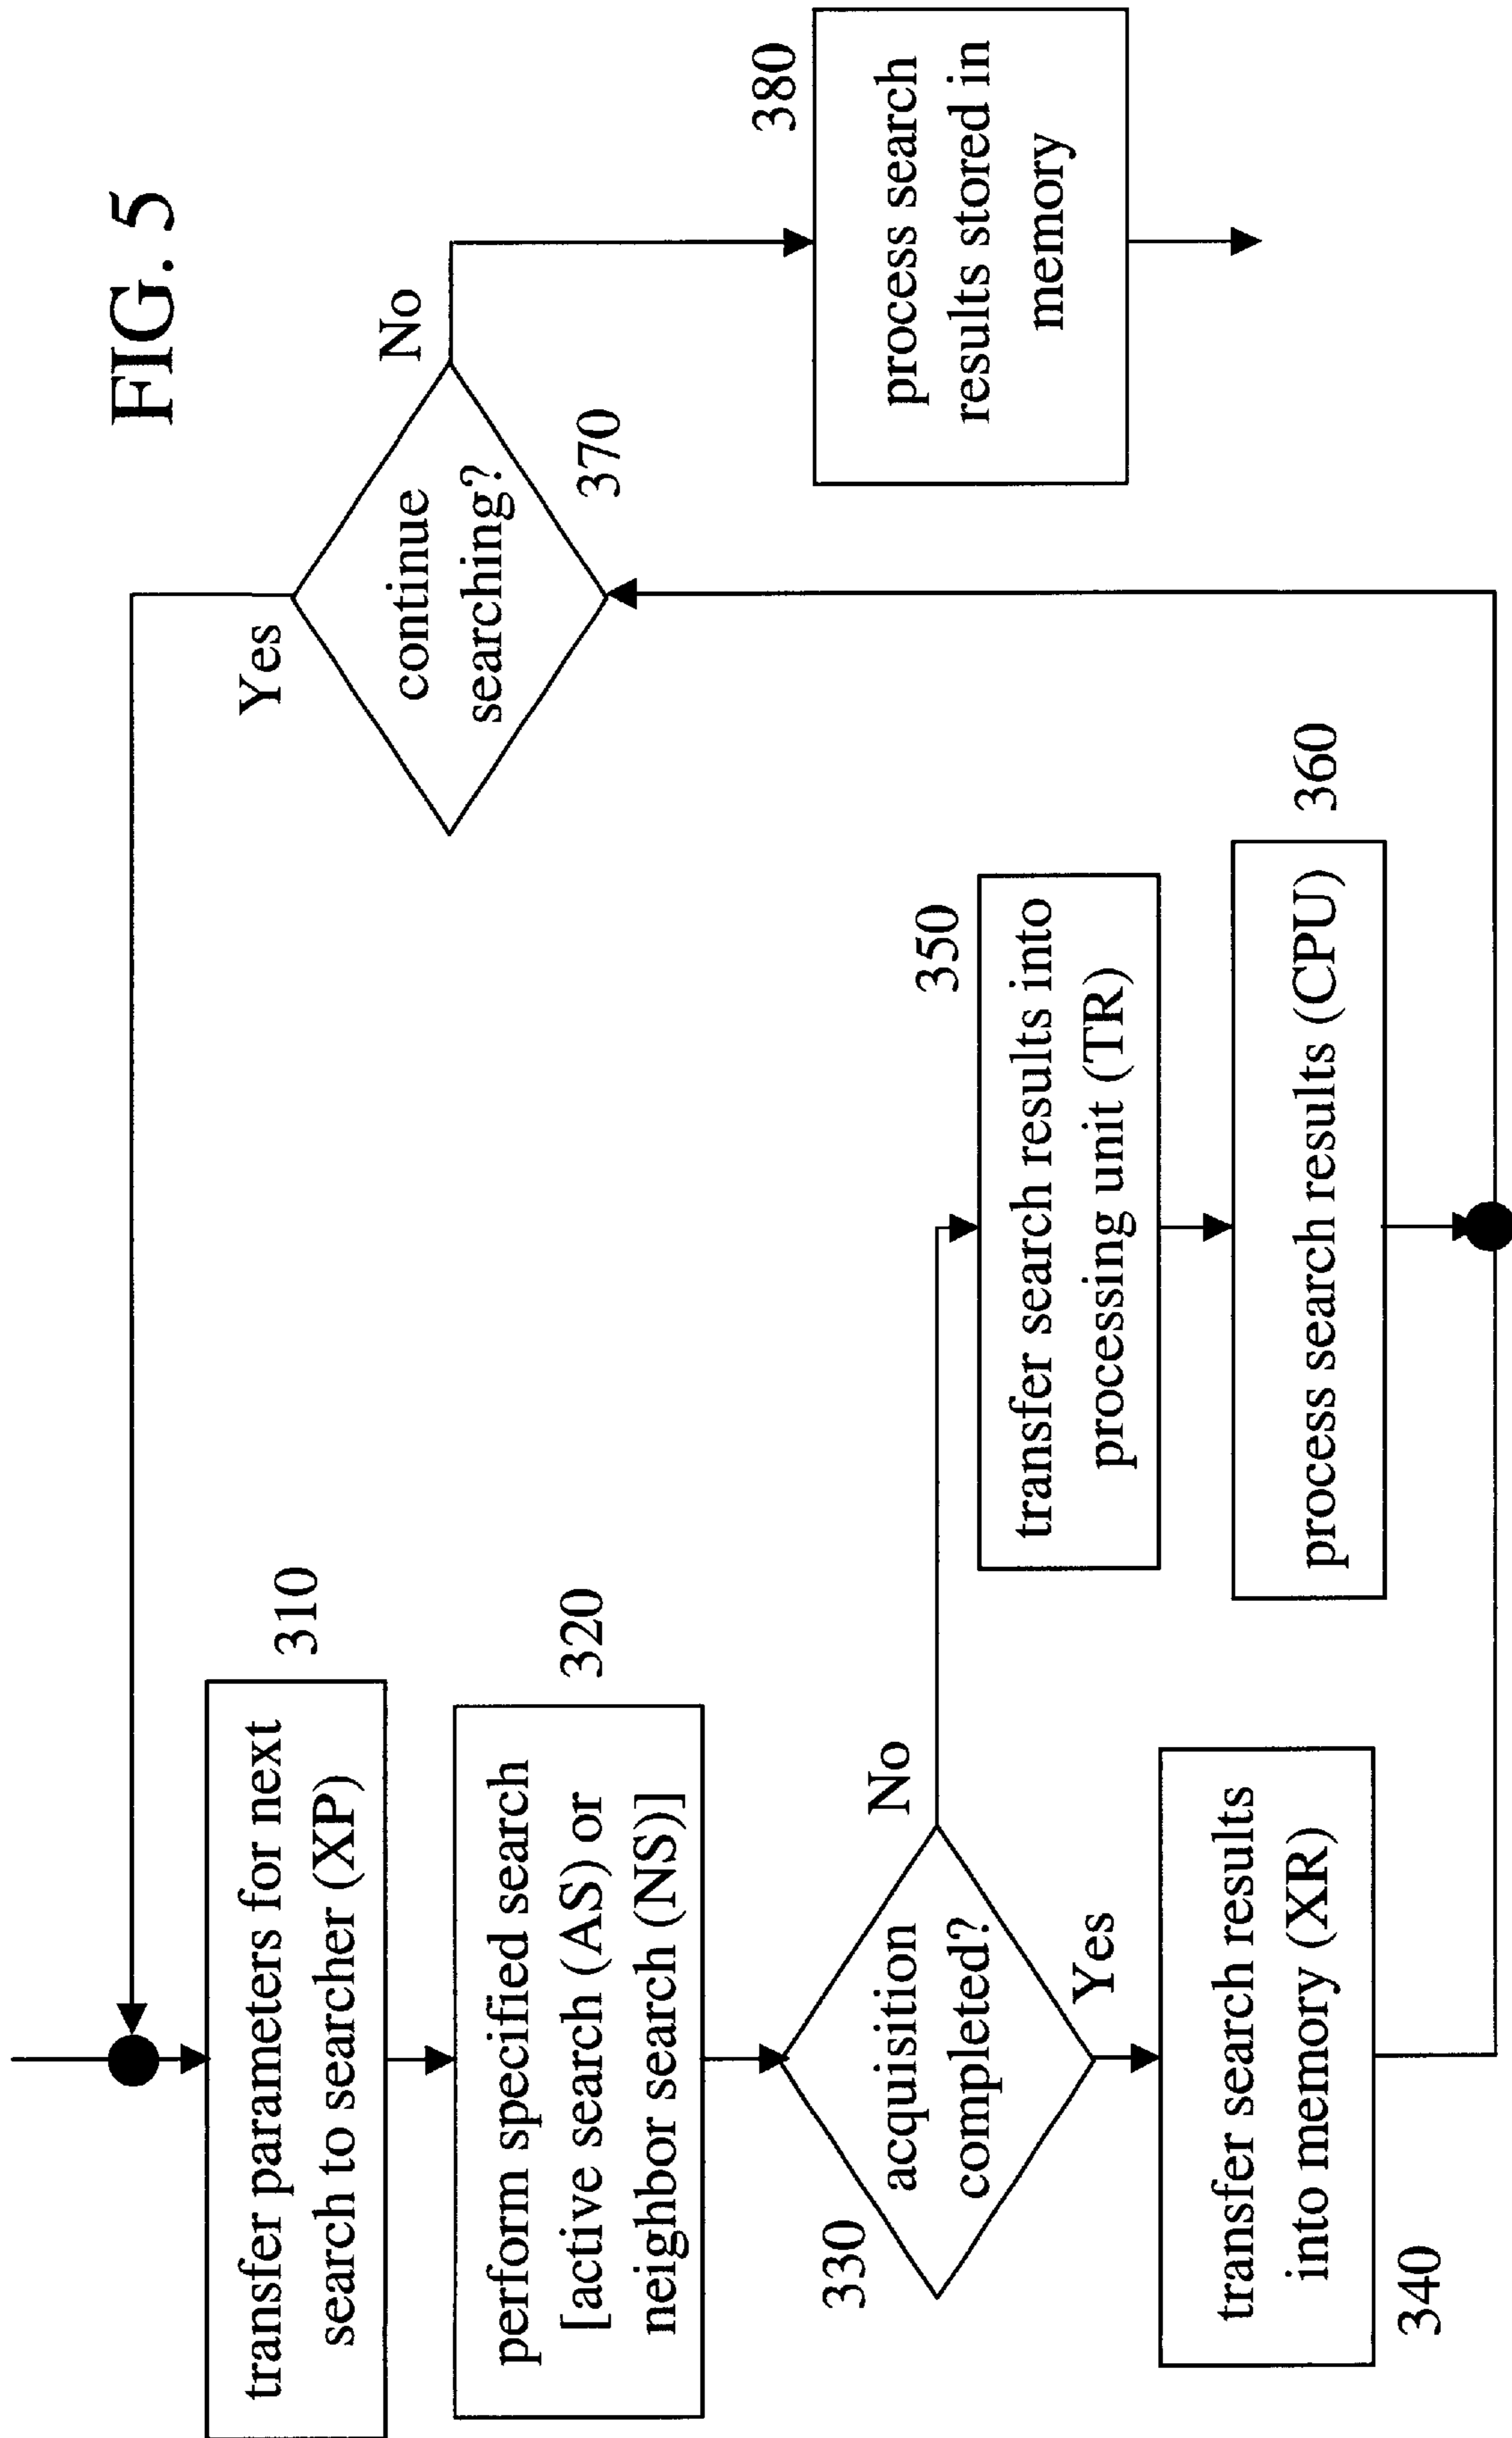 FIG. 5
310
transfer parameters for next
search to searcher (XP)
320
perform specified search
[active search (AS) or
neighbor search (NS)]
330
acquisition
completed?
No
Yes
340
transfer search results
into memory (XR)
350
transfer search results into
processing unit (TR)
360
process search results (CPU)
370
continue
searching?
Yes
No
380
process search
results stored in
memory